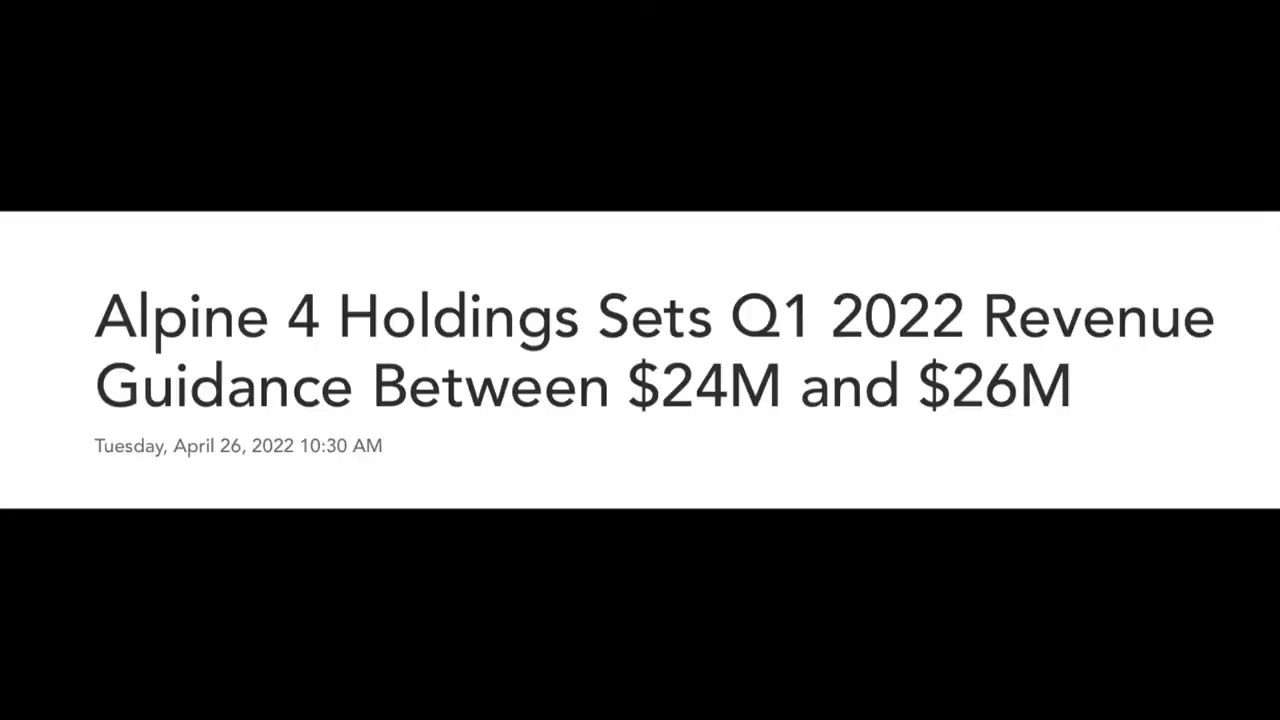 Alpine 4 Holdings Sets Q1 2022 Revenue
Guidance Between $24M and $26M
Tuesday, April 26, 2022 10:30 AM